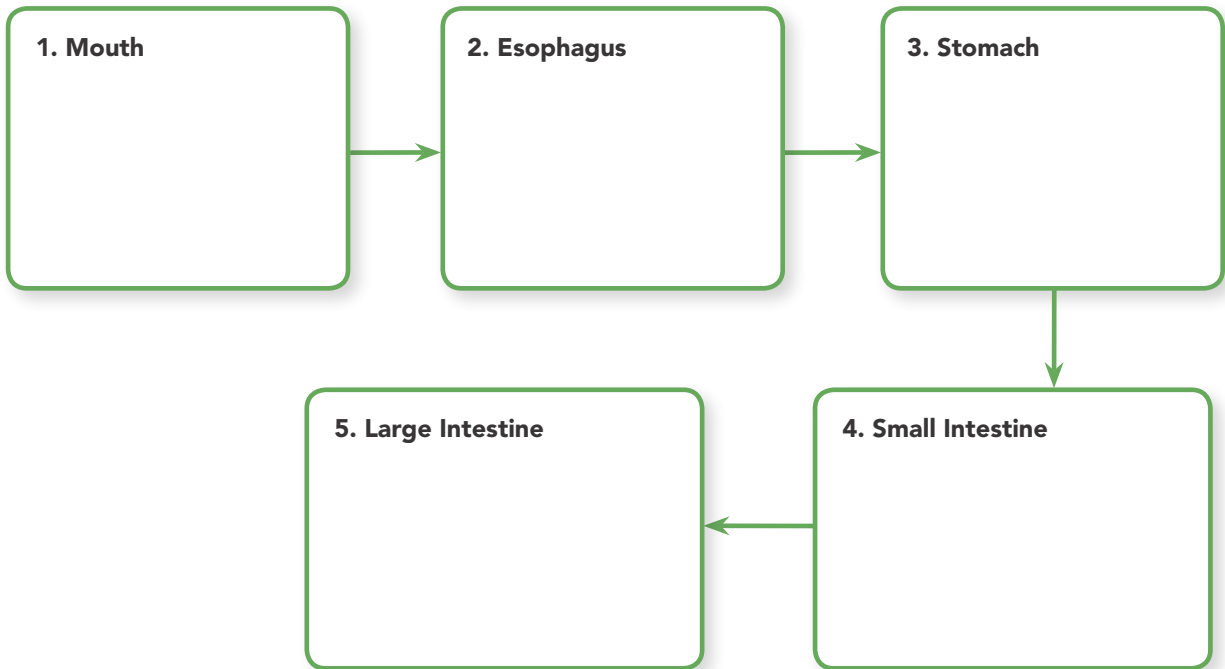 1. Mouth
2. Esophagus
3. Stomach
4. Small Intestine
5. Large Intestine